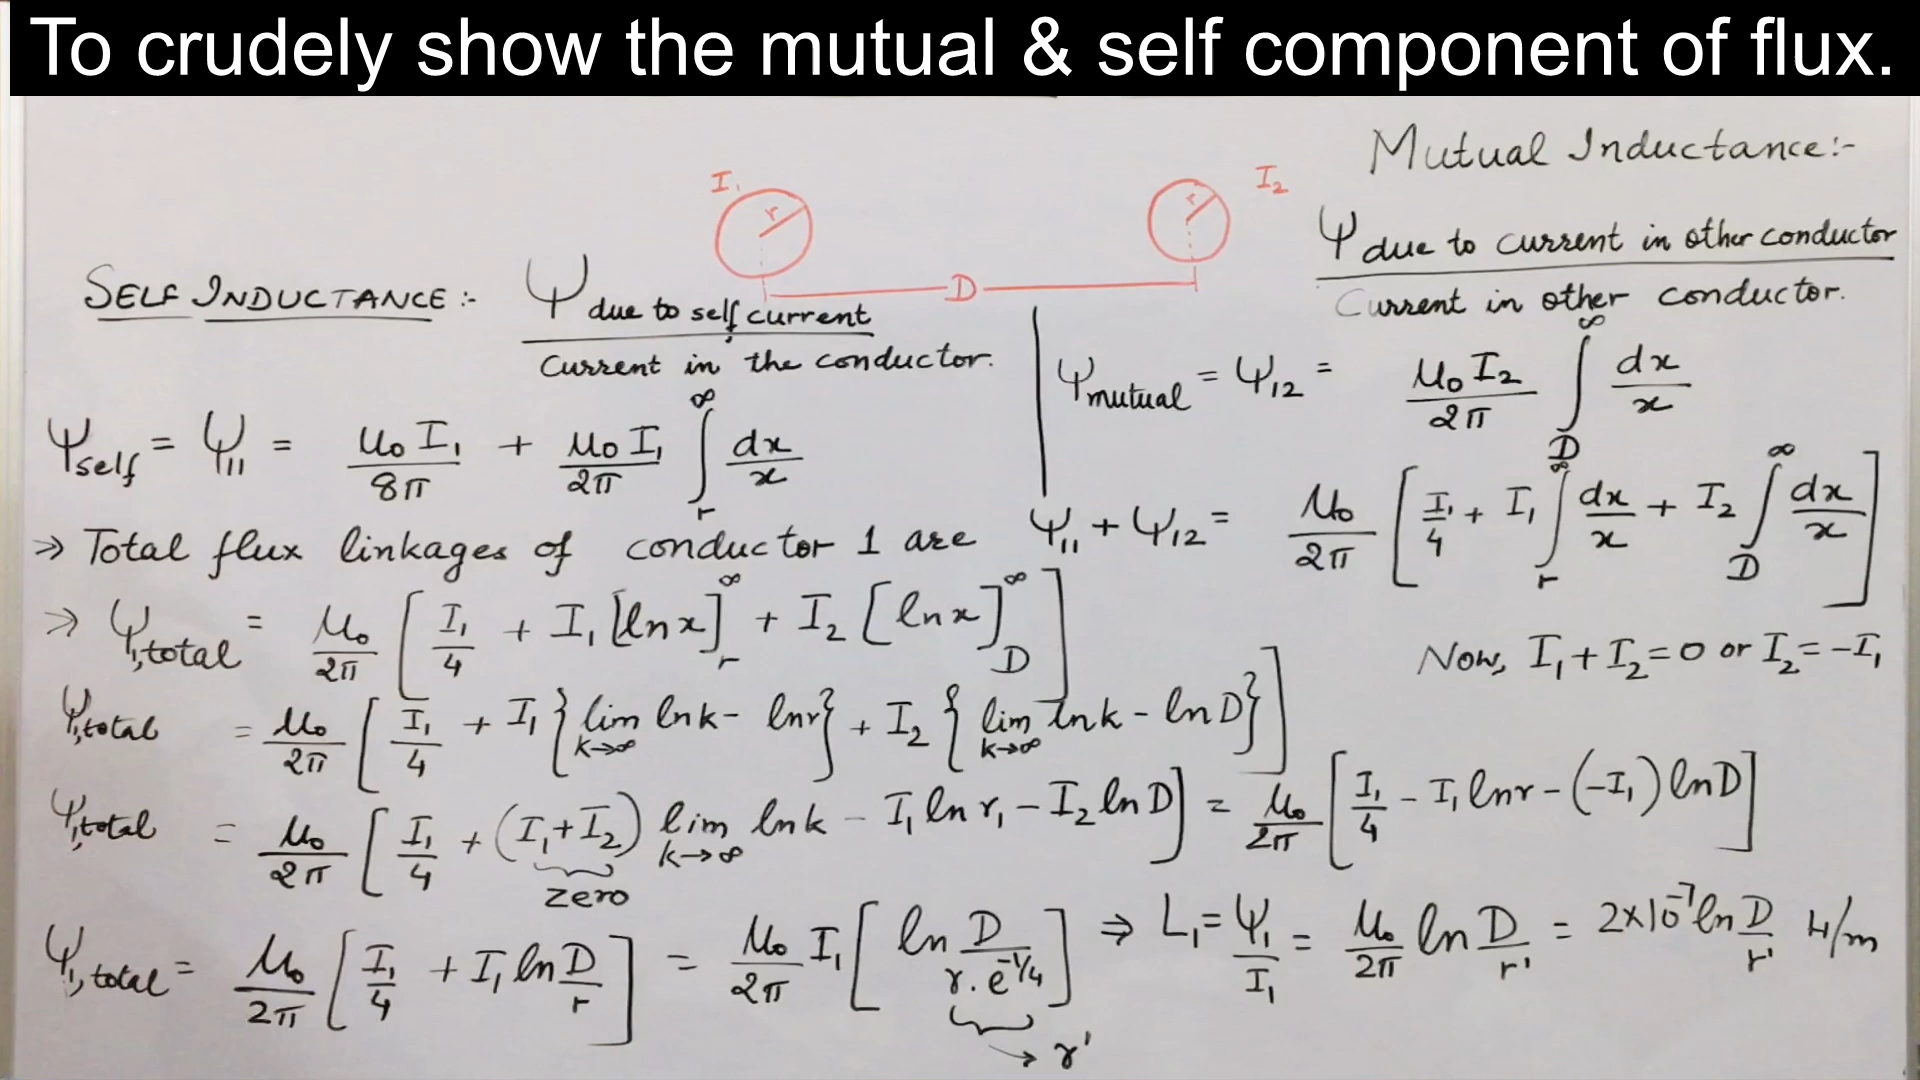 To crudely show the mutual & self component of flux.
Mutual Inductance:-
I₁ r
I₂ r
D
Ψ due to current in other conductor
Current in other conductor.
SELF INDUCTANCE:- Ψ due to self current
Current in the conductor.
Ψmutual = Ψ₁₂ = μ₀I₂/2π ∫_D^∞ dx/x
Ψself = Ψ₁₁ = μ₀I₁/8π + μ₀I₁/2π ∫_r^∞ dx/x
⇒ Total flux linkages of conductor 1 are Ψ₁₁ + Ψ₁₂ = μ₀/2π [I₁/4 + I₁ ∫_r^∞ dx/x + I₂ ∫_D^∞ dx/x]
⇒ Ψ₁,total = μ₀/2π [I₁/4 + I₁ [ln x]_r^∞ + I₂ [ln x]_D^∞]
Now, I₁ + I₂ = 0 or I₂ = -I₁
Ψ₁,total = μ₀/2π [I₁/4 + I₁ {lim k→∞ ln k - ln r} + I₂ {lim k→∞ ln k - ln D}]
Ψ₁,total = μ₀/2π [I₁/4 + (I₁+I₂) lim k→∞ ln k - I₁ ln r₁ - I₂ ln D] = μ₀/2π [I₁/4 - I₁ ln r - (-I₁) ln D]
zero
Ψ₁,total = μ₀/2π [I₁/4 + I₁ ln D/r] = μ₀/2π I₁ [ln D/r.e^-1/4] ⇒ L₁ = Ψ₁/I₁ = μ₀/2π ln D/r' = 2×10⁻⁷ ln D/r' H/m
→ r'